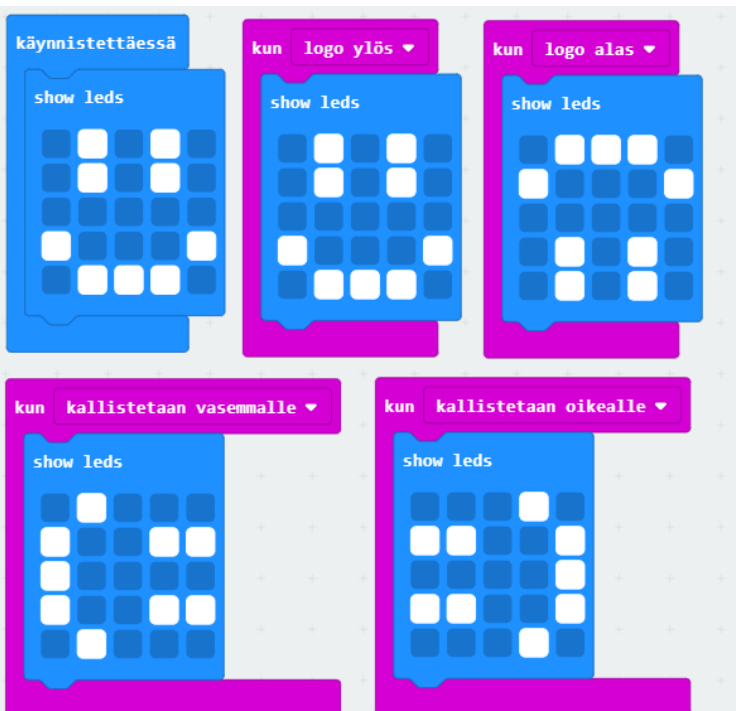 käynnistettäessä
show leds
kun logo ylös
show leds
kun logo alas
show leds
kun kallistetaan vasemmalle
show leds
kun kallistetaan oikealle
show leds